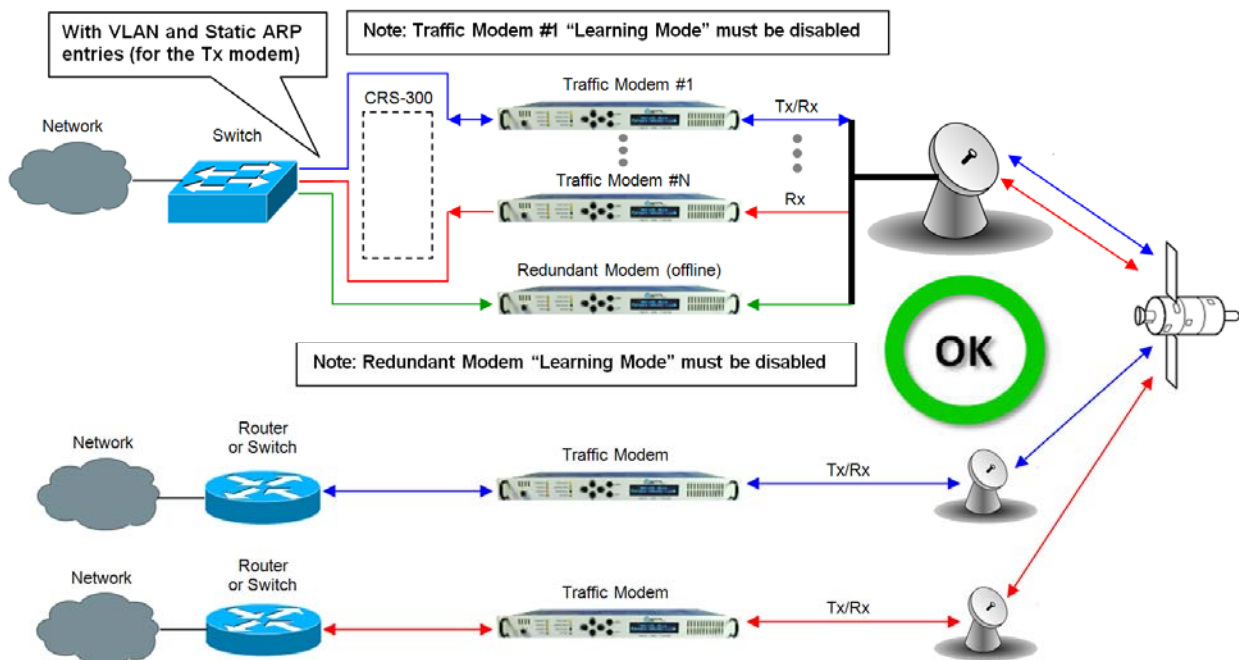 With VLAN and Static ARP
entries (for the Tx modem)
Note: Traffic Modem #1 “Learning Mode” must be disabled
Traffic Modem #1
CRS-300
Tx/Rx
Network
Switch
Traffic Modem #N
Rx
Redundant Modem (offline)
OK
Note: Redundant Modem “Learning Mode” must be disabled
Network
Router
or Switch
Traffic Modem
Tx/Rx
Network
Router
or Switch
Traffic Modem
Tx/Rx